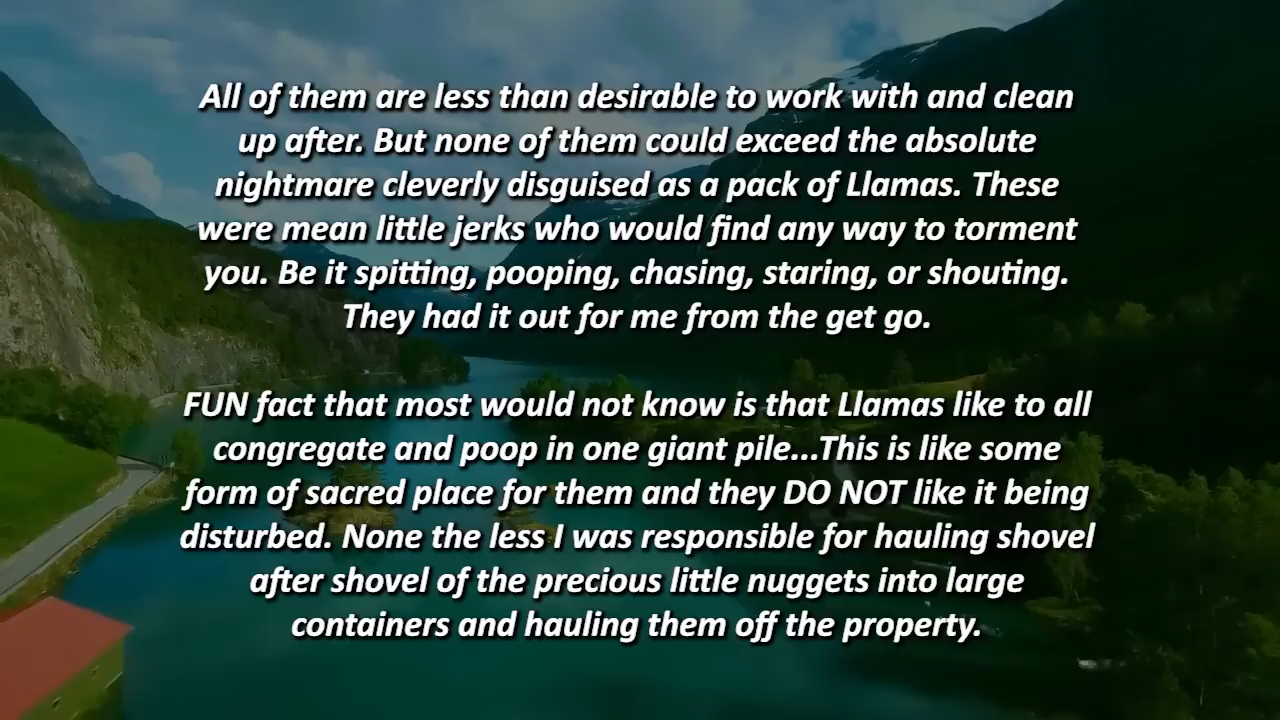 All of them are less than desirable to work with and clean
up after. But none of them could exceed the absolute
nightmare cleverly disguised as a pack of Llamas. These
were mean little jerks who would find any way to torment
you. Be it spitting, pooping, chasing, staring, or shouting.
They had it out for me from the get go.
FUN fact that most would not know is that Llamas like to all
congregate and poop in one giant pile...This is like some
form of sacred place for them and they DO NOT like it being
disturbed. None the less I was responsible for hauling shovel
after shovel of the precious little nuggets into large
containers and hauling them off the property.